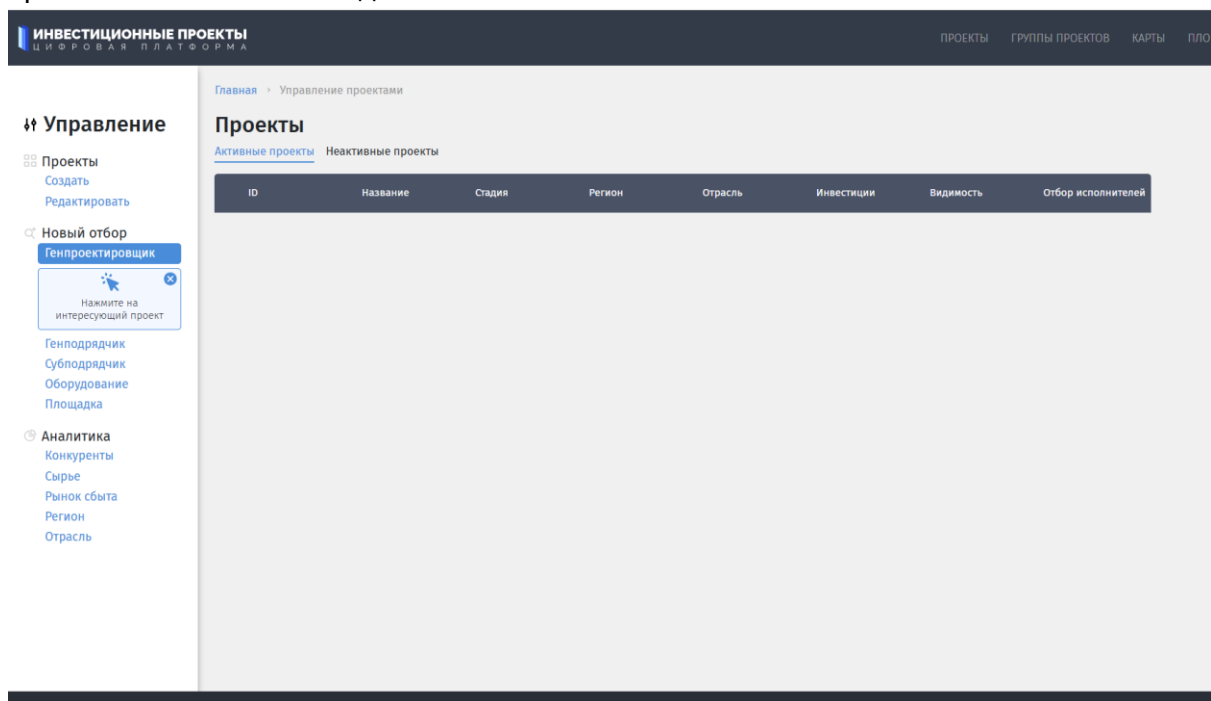 ИНВЕСТИЦИОННЫЕ ПРОЕКТЫ
ЦИФРОВАЯ ПЛАТФОРМА
ПРОЕКТЫ ГРУППЫ ПРОЕКТОВ КАРТЫ ПЛО
Главная › Управление проектами
Управление
Проекты
Создать
Редактировать
Новый отбор
Генпроектировщик
Нажмите на
интересующий проект
Генподрядчик
Субподрядчик
Оборудование
Площадка
Аналитика
Конкуренты
Сырье
Рынок сбыта
Регион
Отрасль
Проекты
Активные проекты Неактивные проекты
ID Название Стадия Регион Отрасль Инвестиции Видимость Отбор исполнителей